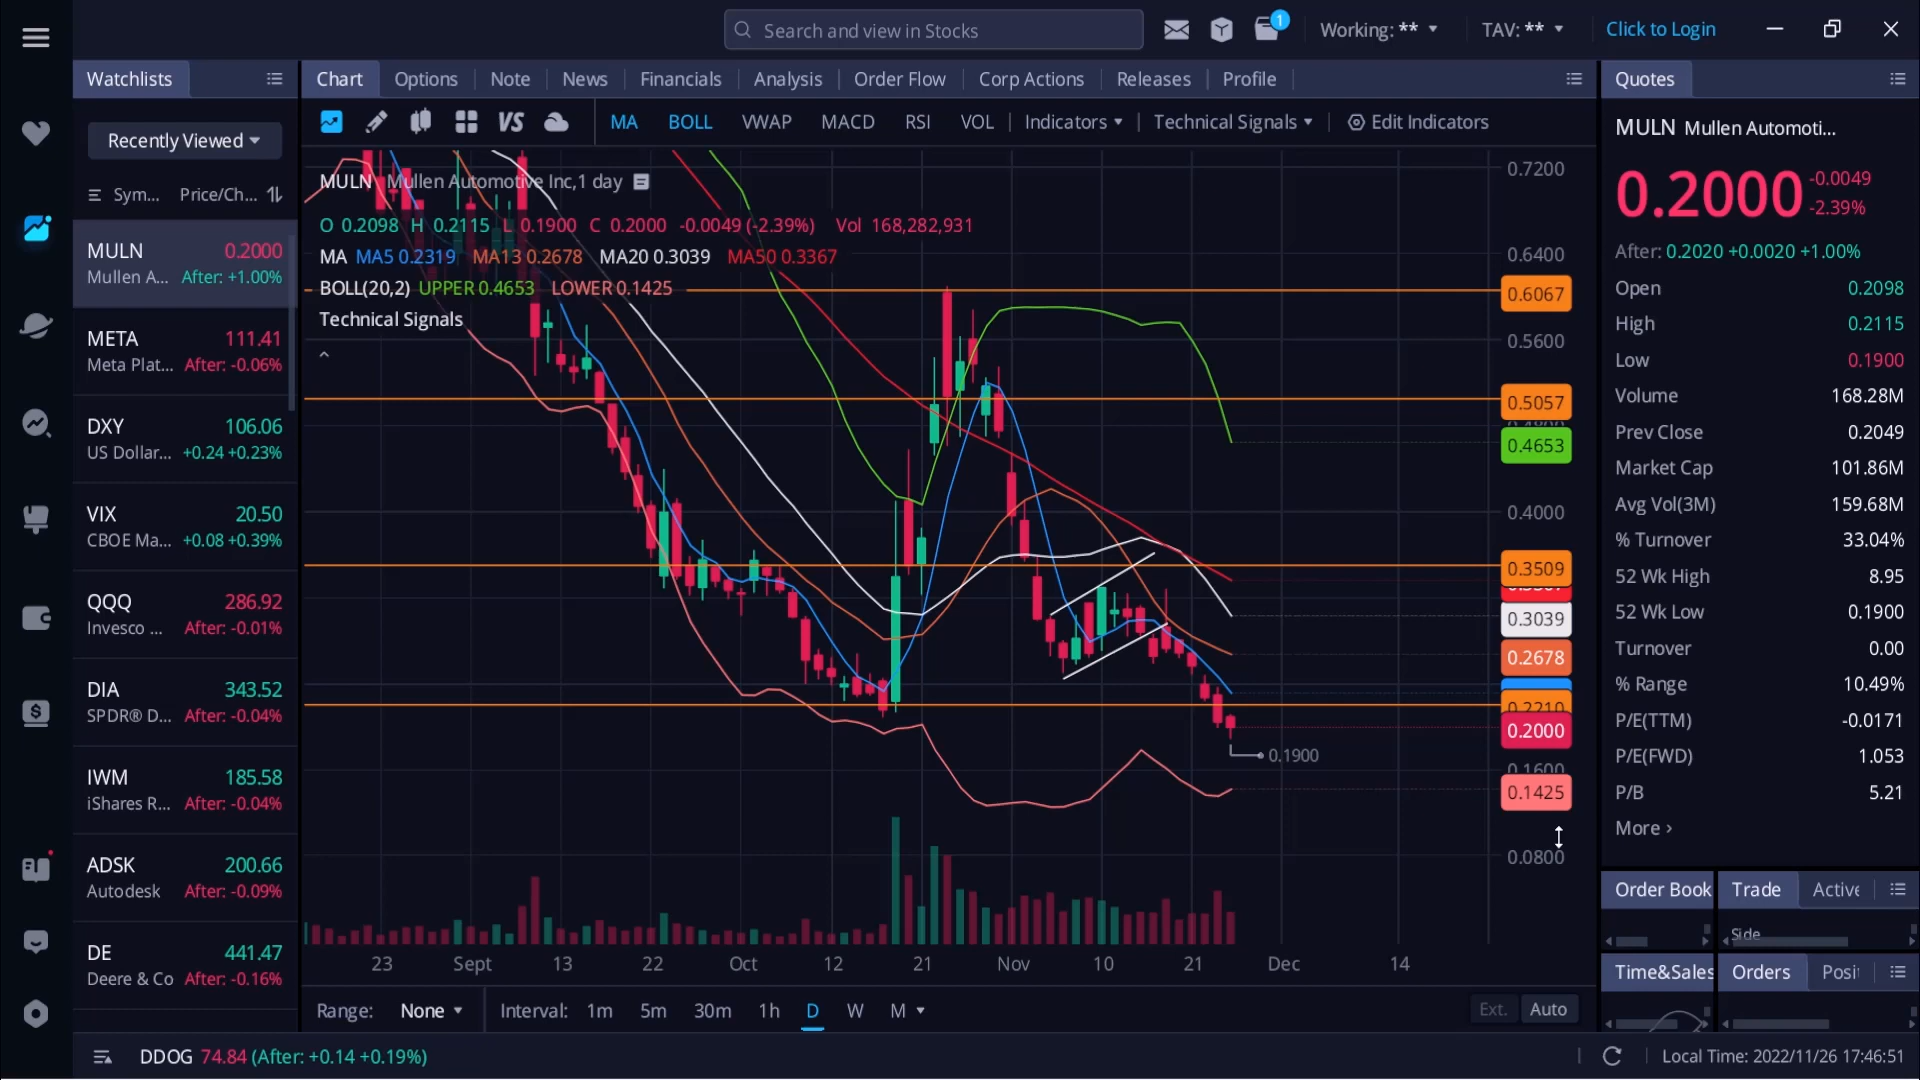 Search and view in Stocks
1
Working: **
TAV: **
Click to Login
Watchlists
Chart
Options
Note
News
Financials
Analysis
Order Flow
Corp Actions
Releases
Profile
Quotes
Recently Viewed
Sym... Price/Ch...
MULN 0.2000
Mullen A... After: +1.00%
META 111.41
Meta Plat... After: -0.06%
DXY 106.06
US Dollar... +0.24 +0.23%
VIX 20.50
CBOE Ma... +0.08 +0.39%
QQQ 286.92
Invesco ... After: -0.01%
DIA 343.52
SPDR® D... After: -0.04%
IWM 185.58
iShares R... After: -0.04%
ADSK 200.66
Autodesk After: -0.09%
DE 441.47
Deere & Co After: -0.16%
VS
MA BOLL VWAP MACD RSI VOL Indicators Technical Signals Edit Indicators
MULN Mullen Automotive Inc,1 day
O 0.2098 H 0.2115 L 0.1900 C 0.2000 -0.0049 (-2.39%) Vol 168,282,931
MA MA5 0.2319 MA13 0.2678 MA20 0.3039 MA50 0.3367
BOLL(20,2) UPPER 0.4653 LOWER 0.1425
Technical Signals
0.7200
0.6400
0.6067
0.5600
0.5057
0.4653
0.4000
0.3509
0.3039
0.2678
0.2210
0.2000
0.1900
0.1600
0.1425
0.0800
23 Sept 13 22 Oct 12 21 Nov 10 21 Dec 14
Range: None Interval: 1m 5m 30m 1h D W M
Ext. Auto
MULN Mullen Automoti...
0.2000 -0.0049
-2.39%
After: 0.2020 +0.0020 +1.00%
Open 0.2098
High 0.2115
Low 0.1900
Volume 168.28M
Prev Close 0.2049
Market Cap 101.86M
Avg Vol(3M) 159.68M
% Turnover 33.04%
52 Wk High 8.95
52 Wk Low 0.1900
Turnover 0.00
% Range 10.49%
P/E(TTM) -0.0171
P/E(FWD) 1.053
P/B 5.21
More
Order Book
Trade
Side
Time&Sales
Orders
DDOG 74.84 (After: +0.14 +0.19%)
Local Time: 2022/11/26 17:46:51